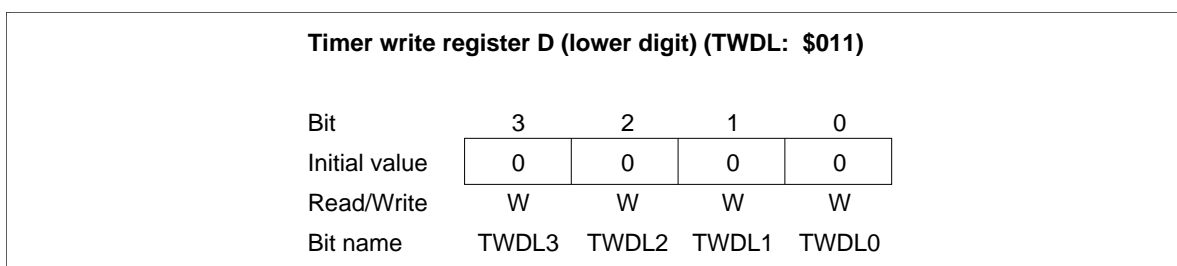 Timer write register D (lower digit) (TWDL: $011)
Bit 3 2 1 0
Initial value 0 0 0 0
Read/Write W W W W
Bit name TWDL3 TWDL2 TWDL1 TWDL0